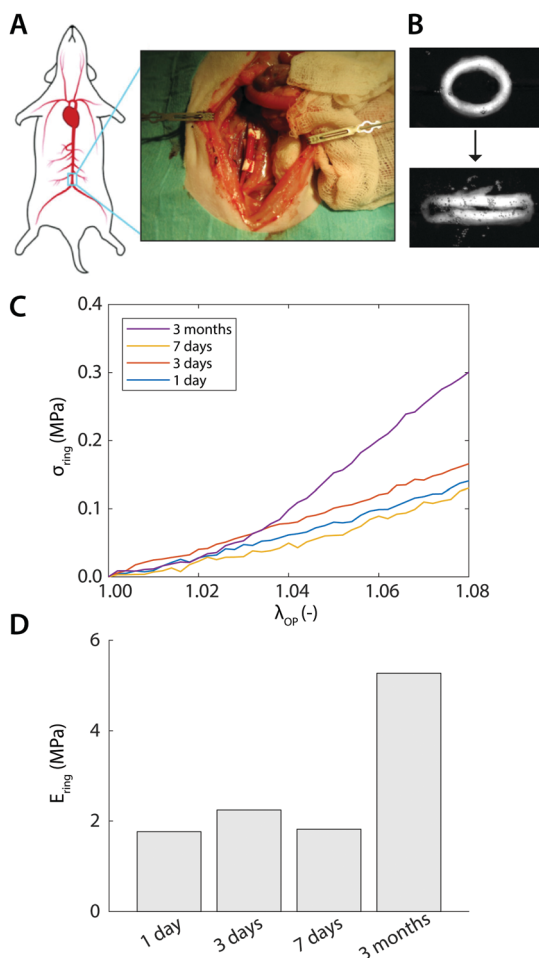 A
B
C
0.4
0.3
0.2
0.1
0.0
σring (MPa)
3 months
7 days
3 days
1 day
1.00
1.02
1.04
1.06
1.08
λOP (-)
D
6
4
2
0
Ering (MPa)
1 day
3 days
7 days
3 months